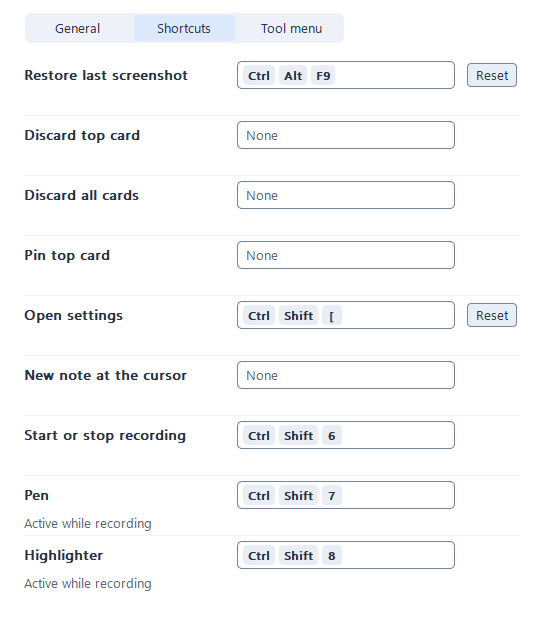 General Shortcuts Tool menu
Restore last screenshot Ctrl Alt F9 Reset
Discard top card None
Discard all cards None
Pin top card None
Open settings Ctrl Shift [ Reset
New note at the cursor None
Start or stop recording Ctrl Shift 6
Pen Ctrl Shift 7
Active while recording
Highlighter Ctrl Shift 8
Active while recording